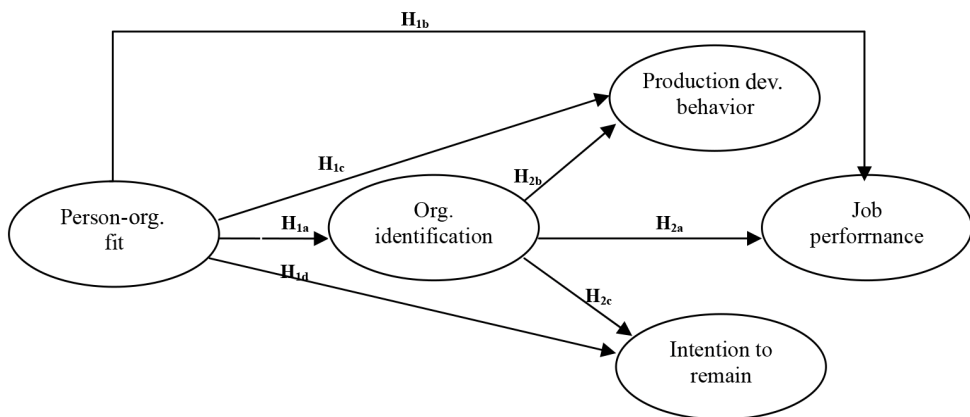 H1b
Production dev.
behavior
H1c
H2b
Person-org.
fit
H1a
Org.
identification
H2a
Job
perforrnance
H1d
H2c
Intention to
remain